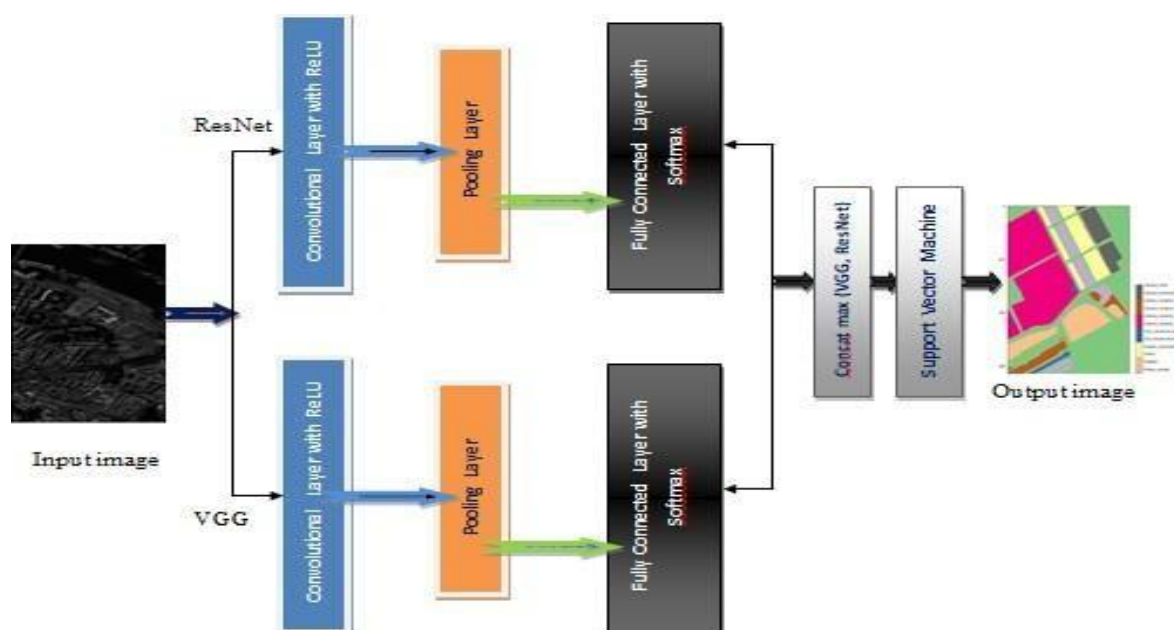 ResNet
Convolutional Layer with ReLU
Pooling Layer
Fully Connected Layer with
Softmax
Input image
VGG
Convolutional Layer with ReLU
Pooling Layer
Fully Connected Layer with
Softmax
Concat max (VGG, ResNet)
Support Vector Machine
Output image